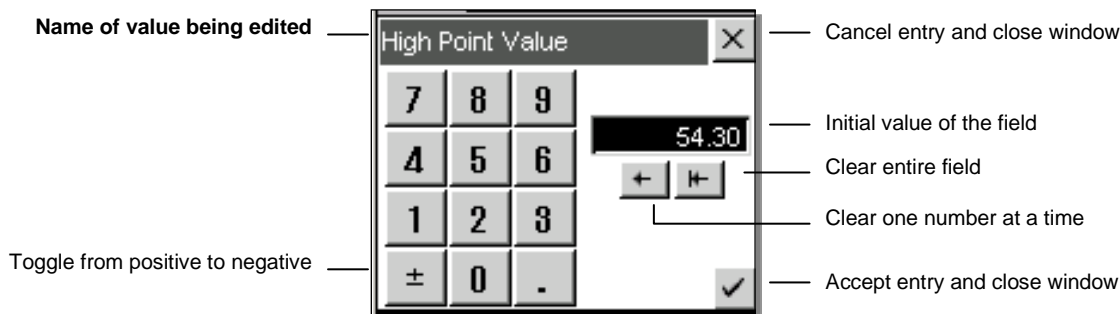 Name of value being edited
High Point Value
Cancel entry and close window
7 8 9
54.30
Initial value of the field
4 5 6
Clear entire field
1 2 3
Clear one number at a time
Toggle from positive to negative
± 0 .
Accept entry and close window